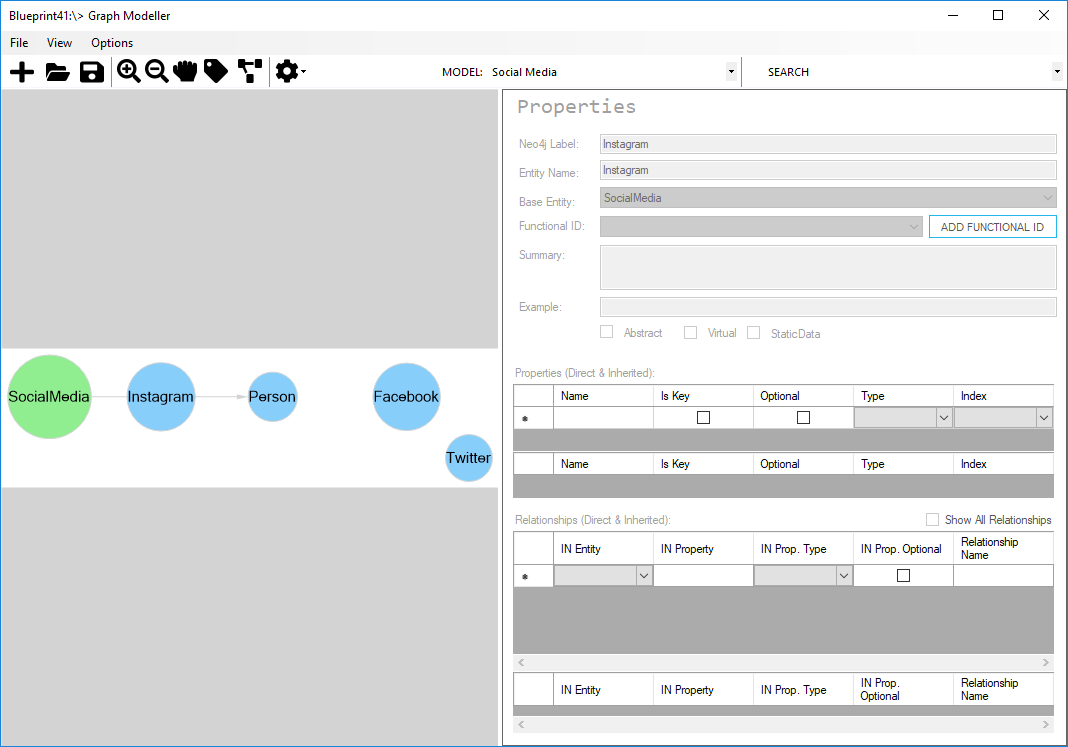 Blueprint41:\> Graph Modeller
File View Options
MODEL: Social Media SEARCH
Properties
Neo4j Label: Instagram
Entity Name: Instagram
Base Entity: SocialMedia
Functional ID: ADD FUNCTIONAL ID
Summary:
Example:
Abstract Virtual StaticData
SocialMedia Instagram Person Facebook
Twitter
Properties (Direct & Inherited):
Name Is Key Optional Type Index
Name Is Key Optional Type Index
Relationships (Direct & Inherited): Show All Relationships
IN Entity IN Property IN Prop. Type IN Prop. Optional Relationship Name
IN Entity IN Property IN Prop. Type IN Prop. Optional Relationship Name